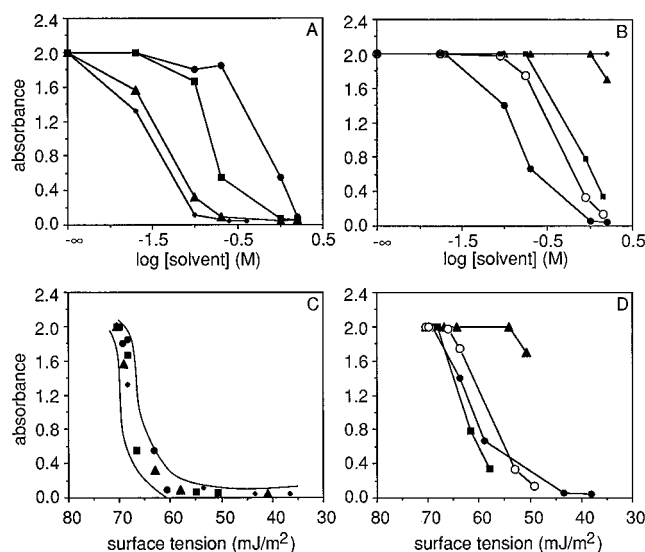 A
2.4
2.0
1.6
1.2
0.8
0.4
0.0
absorbance
-∞ -1.5 -0.5 0.5
log [solvent] (M)
B
2.4
2.0
1.6
1.2
0.8
0.4
0.0
absorbance
-∞ -1.5 -0.5 0.5
log [solvent] (M)
C
2.4
2.0
1.6
1.2
0.8
0.4
0.0
absorbance
80 70 60 50 40 30
surface tension (mJ/m²)
D
2.4
2.0
1.6
1.2
0.8
0.4
0.0
80 70 60 50 40 30
surface tension (mJ/m²)